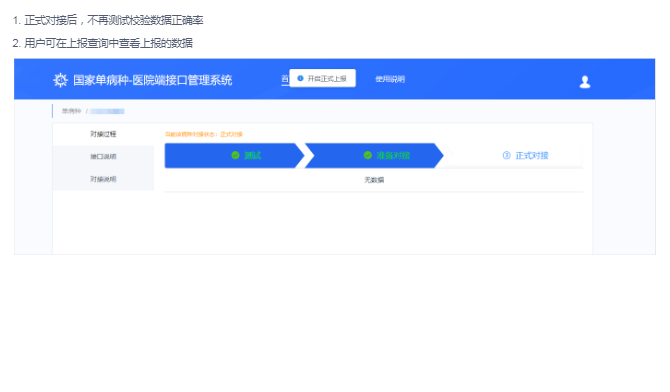 1. 正式对接后，不再测试校验数据正确率
2. 用户可在上报查询中查看上报的数据
国家单病种-医院端接口管理系统
首
开启正式上报
使用说明
单病种
对接过程
当前该病种对接状态：正式对接
测试
准备对接
③ 正式对接
接口说明
无数据
对接说明